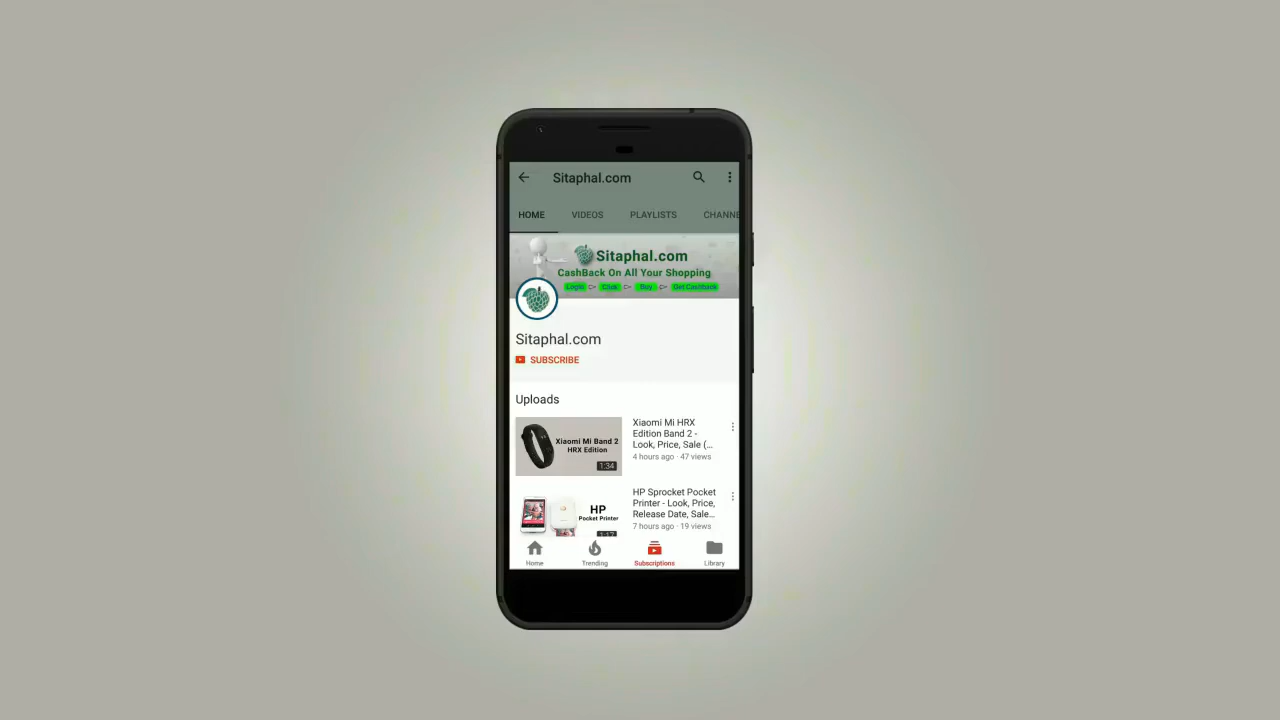 Sitaphal.com
HOME VIDEOS PLAYLISTS CHANNE
Sitaphal.com
CashBack On All Your Shopping
Login Click Buy Get Cashback
Sitaphal.com
SUBSCRIBE
Uploads
Xiaomi Mi Band 2
HRX Edition
1:34
Xiaomi Mi HRX
Edition Band 2 -
Look, Price, Sale (...
4 hours ago · 47 views
HP
Pocket Printer
1:17
HP Sprocket Pocket
Printer - Look, Price,
Release Date, Sale...
7 hours ago · 19 views
Home Trending Subscriptions Library